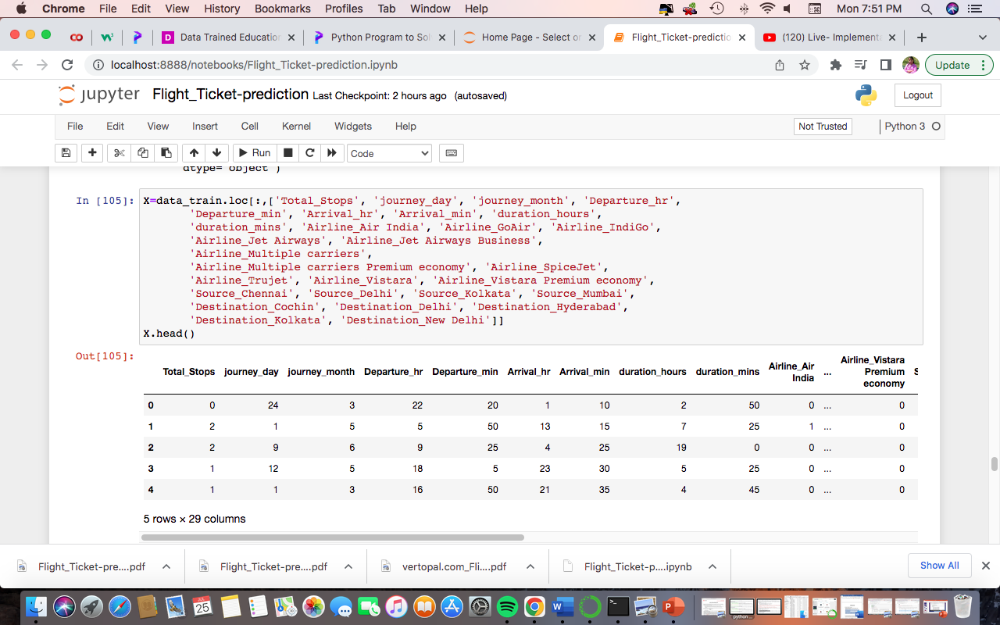 Chrome File Edit View History Bookmarks Profiles Tab Window Help Mon 7:51 PM
Data Trained Education Python Program to Sol Home Page - Select or Flight_Ticket-predictio (120) Live- Implementa
localhost:8888/notebooks/Flight_Ticket-prediction.ipynb Update
jupyter Flight_Ticket-prediction Last Checkpoint: 2 hours ago (autosaved) Logout
File Edit View Insert Cell Kernel Widgets Help Not Trusted Python 3
Run Code
dtype='object')
In [105]: X=data_train.loc[:,['Total_Stops', 'journey_day', 'journey_month', 'Departure_hr',
'Departure_min', 'Arrival_hr', 'Arrival_min', 'duration_hours',
'duration_mins', 'Airline_Air India', 'Airline_GoAir', 'Airline_IndiGo',
'Airline_Jet Airways', 'Airline_Jet Airways Business',
'Airline_Multiple carriers',
'Airline_Multiple carriers Premium economy', 'Airline_SpiceJet',
'Airline_Trujet', 'Airline_Vistara', 'Airline_Vistara Premium economy',
'Source_Chennai', 'Source_Delhi', 'Source_Kolkata', 'Source_Mumbai',
'Destination_Cochin', 'Destination_Delhi', 'Destination_Hyderabad',
'Destination_Kolkata', 'Destination_New Delhi']]
X.head()
Out[105]:
Total_Stops journey_day journey_month Departure_hr Departure_min Arrival_hr Arrival_min duration_hours duration_mins Airline_Air India ... Airline_Vistara Premium economy S
0 0 24 3 22 20 1 10 2 50 0 ... 0
1 2 1 5 5 50 13 15 7 25 1 ... 0
2 2 9 6 9 25 4 25 19 0 0 ... 0
3 1 12 5 18 5 23 30 5 25 0 ... 0
4 1 1 3 16 50 21 35 4 45 0 ... 0
5 rows × 29 columns
Flight_Ticket-pre....pdf Flight_Ticket-pre....pdf vertopal.com_Fli....pdf Flight_Ticket-p....ipynb Show All
JUL
25
python